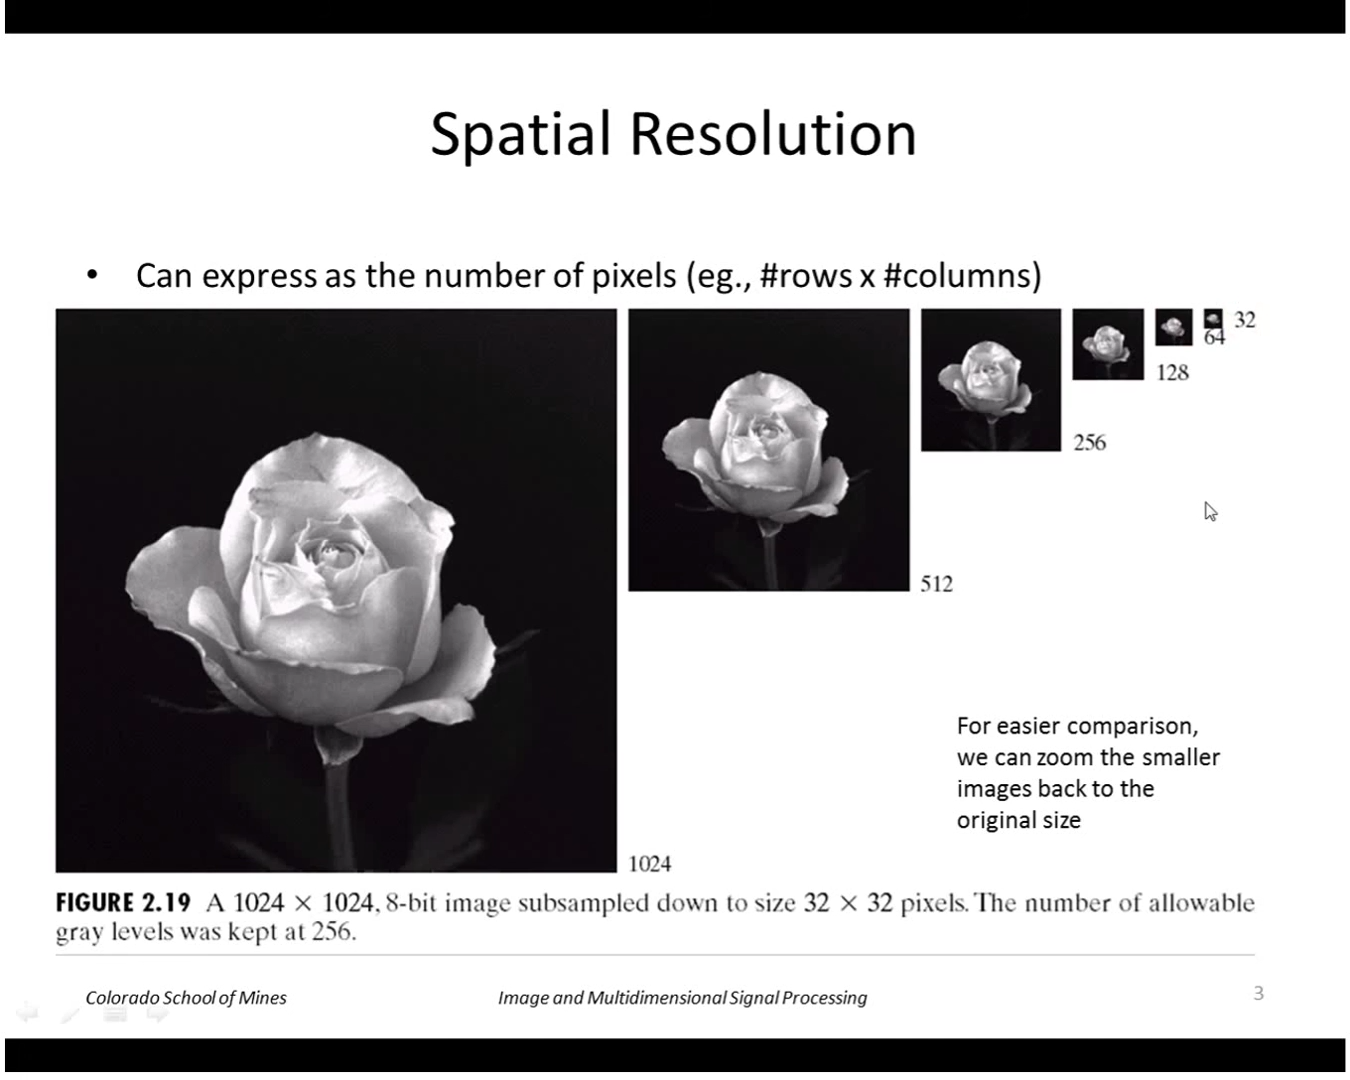 Spatial Resolution
• Can express as the number of pixels (eg., #rows x #columns)
32
64
128
256
512
For easier comparison,
we can zoom the smaller
images back to the
original size
1024
FIGURE 2.19 A 1024 × 1024, 8-bit image subsampled down to size 32 × 32 pixels. The number of allowable
gray levels was kept at 256.
Colorado School of Mines
Image and Multidimensional Signal Processing
3